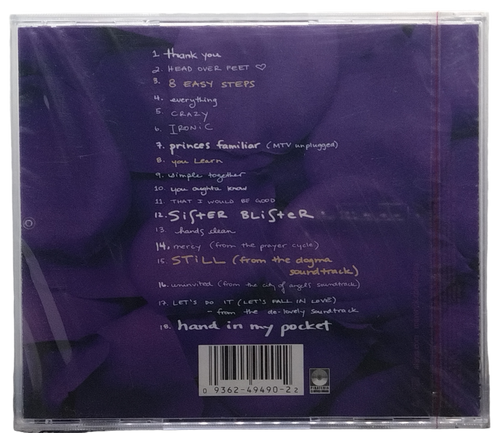 1. thank you
2. HEAD OVER FEET ♡
3. 8 EASY STEPS
4. everything
5. CRAZY
6. IRONIC
7. princes familiar (MTV unplugged)
8. you learn
9. simple together
10. you oughta know
11. THAT I WOULD BE GOOD
12. SiSTER BLiSTeR
13. hands clean
14. mercy (from the prayer cycle)
15. STiLL (from the dogma
soundtrack)
16. uninvited (from the city of angels soundtrack)
17. LET'S DO IT (LET'S FALL IN LOVE)
- from the de-lovely soundtrack
18. hand in my pocket
©
0 9362-49490-2 2